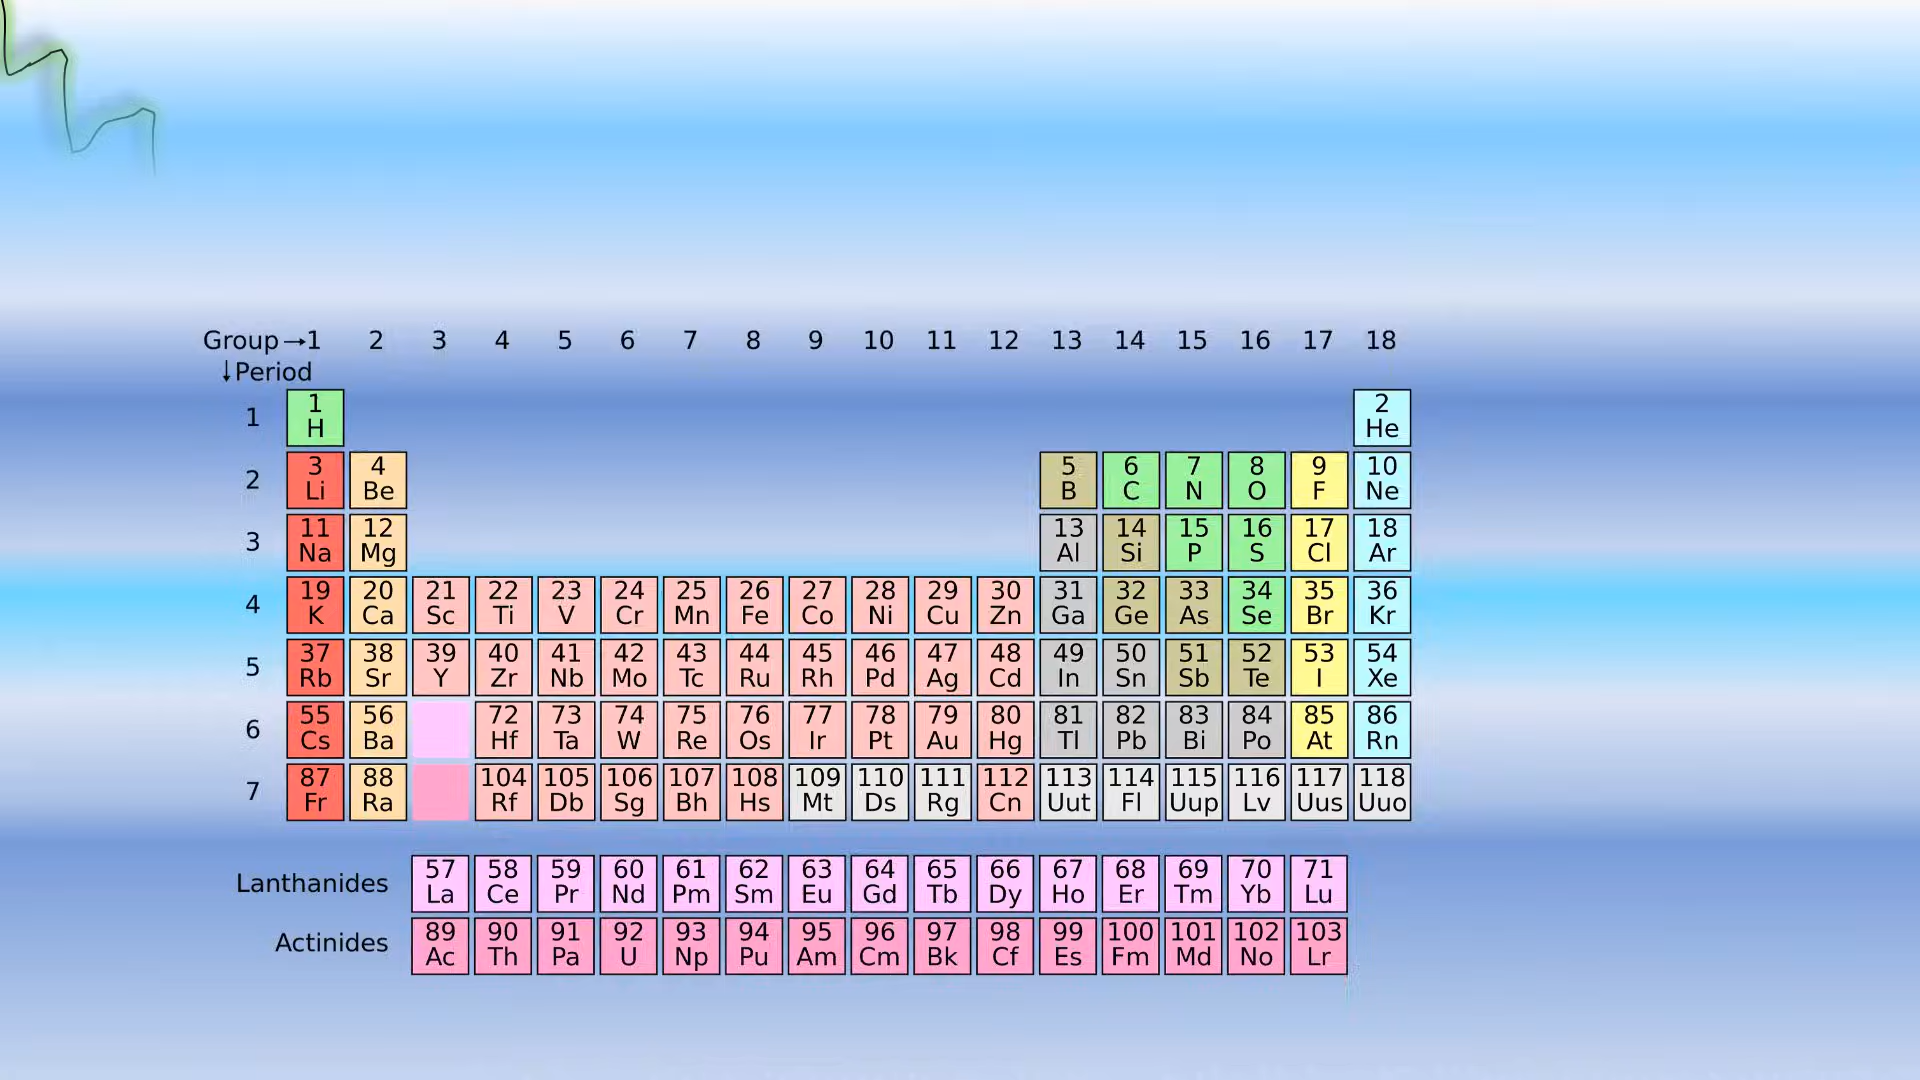 Group →1 2 3 4 5 6 7 8 9 10 11 12 13 14 15 16 17 18
↓Period
1 1 H 2 He
2 3 Li 4 Be 5 B 6 C 7 N 8 O 9 F 10 Ne
3 11 Na 12 Mg 13 Al 14 Si 15 P 16 S 17 Cl 18 Ar
4 19 K 20 Ca 21 Sc 22 Ti 23 V 24 Cr 25 Mn 26 Fe 27 Co 28 Ni 29 Cu 30 Zn 31 Ga 32 Ge 33 As 34 Se 35 Br 36 Kr
5 37 Rb 38 Sr 39 Y 40 Zr 41 Nb 42 Mo 43 Tc 44 Ru 45 Rh 46 Pd 47 Ag 48 Cd 49 In 50 Sn 51 Sb 52 Te 53 I 54 Xe
6 55 Cs 56 Ba 72 Hf 73 Ta 74 W 75 Re 76 Os 77 Ir 78 Pt 79 Au 80 Hg 81 Tl 82 Pb 83 Bi 84 Po 85 At 86 Rn
7 87 Fr 88 Ra 104 Rf 105 Db 106 Sg 107 Bh 108 Hs 109 Mt 110 Ds 111 Rg 112 Cn 113 Uut 114 Fl 115 Uup 116 Lv 117 Uus 118 Uuo
Lanthanides 57 La 58 Ce 59 Pr 60 Nd 61 Pm 62 Sm 63 Eu 64 Gd 65 Tb 66 Dy 67 Ho 68 Er 69 Tm 70 Yb 71 Lu
Actinides 89 Ac 90 Th 91 Pa 92 U 93 Np 94 Pu 95 Am 96 Cm 97 Bk 98 Cf 99 Es 100 Fm 101 Md 102 No 103 Lr